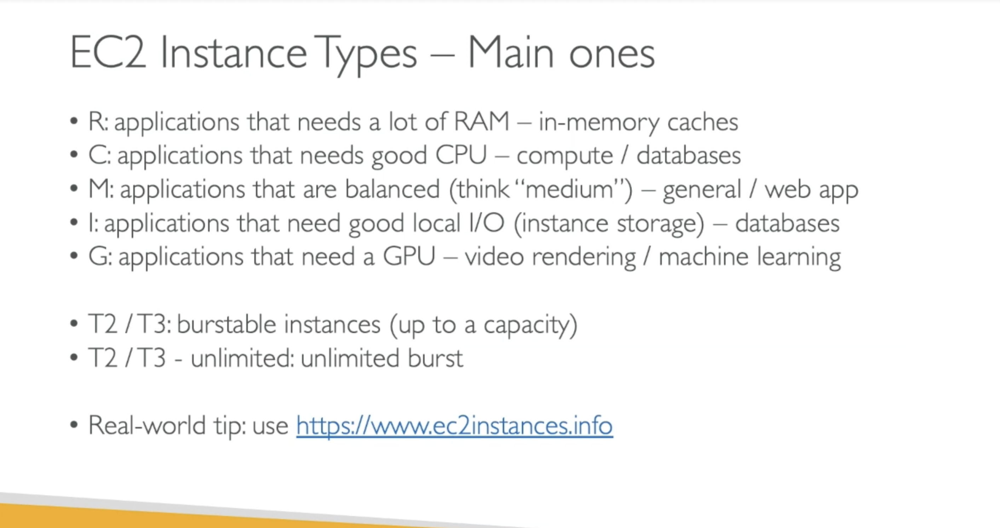 EC2 Instance Types – Main ones
• R: applications that needs a lot of RAM – in-memory caches
• C: applications that needs good CPU – compute / databases
• M: applications that are balanced (think “medium”) – general / web app
• I: applications that need good local I/O (instance storage) – databases
• G: applications that need a GPU – video rendering / machine learning
• T2 / T3: burstable instances (up to a capacity)
• T2 / T3 - unlimited: unlimited burst
• Real-world tip: use https://www.ec2instances.info